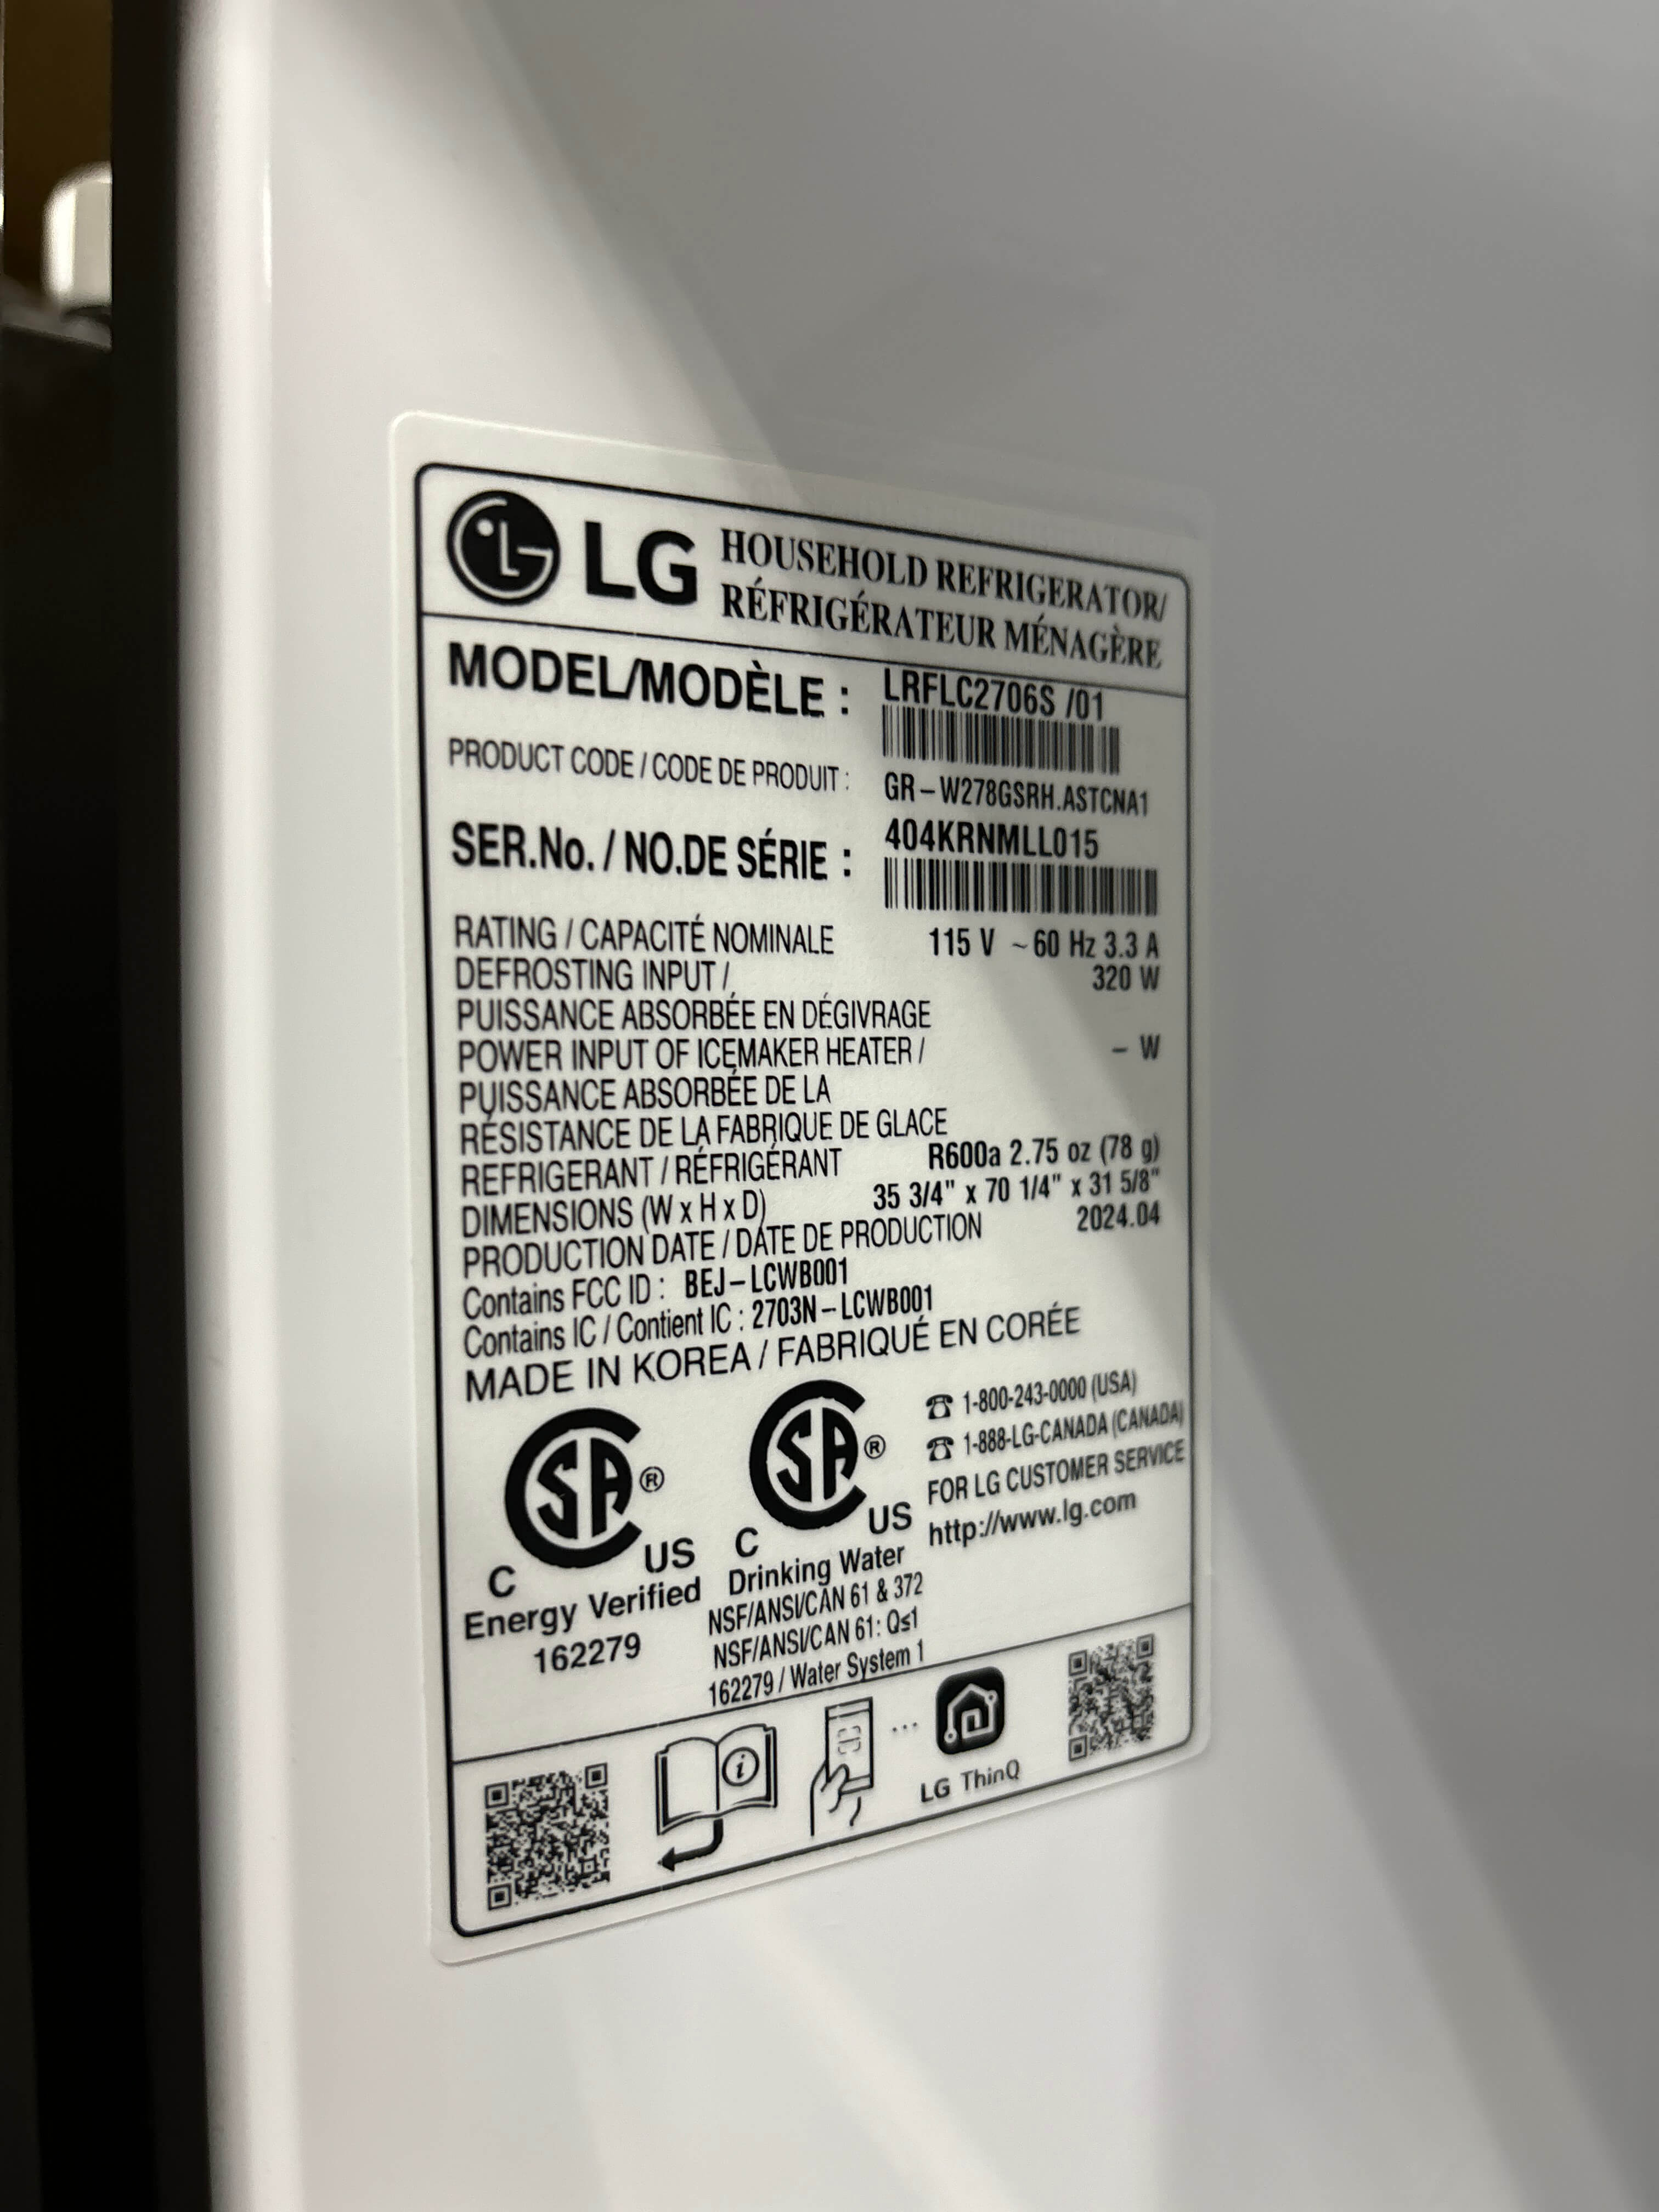 LG HOUSEHOLD REFRIGERATOR/
RÉFRIGÉRATEUR MÉNAGÈRE
MODEL/MODÈLE : LRFLC2706S /01
PRODUCT CODE / CODE DE PRODUIT : GR-W278GSRH.ASTCNA1
SER.No. / NO.DE SÉRIE : 404KRNMLL015
RATING / CAPACITÉ NOMINALE 115 V ~ 60 Hz 3.3 A
DEFROSTING INPUT / 320 W
PUISSANCE ABSORBÉE EN DÉGIVRAGE
POWER INPUT OF ICEMAKER HEATER / – W
PUISSANCE ABSORBÉE DE LA
RÉSISTANCE DE LA FABRIQUE DE GLACE
REFRIGERANT / RÉFRIGÉRANT R600a 2.75 oz (78 g)
DIMENSIONS (W x H x D) 35 3/4" x 70 1/4" x 31 5/8"
PRODUCTION DATE / DATE DE PRODUCTION 2024.04
Contains FCC ID : BEJ-LCWB001
Contains IC / Contient IC : 2703N-LCWB001
MADE IN KOREA / FABRIQUÉ EN CORÉE
C SA ® US
Energy Verified
162279
C SA ® US
Drinking Water
NSF/ANSI/CAN 61 & 372
NSF/ANSI/CAN 61: Q≤1
162279 / Water System 1
☎ 1-800-243-0000 (USA)
☎ 1-888-LG-CANADA (CANADA)
FOR LG CUSTOMER SERVICE
http://www.lg.com
i
...
LG ThinQ